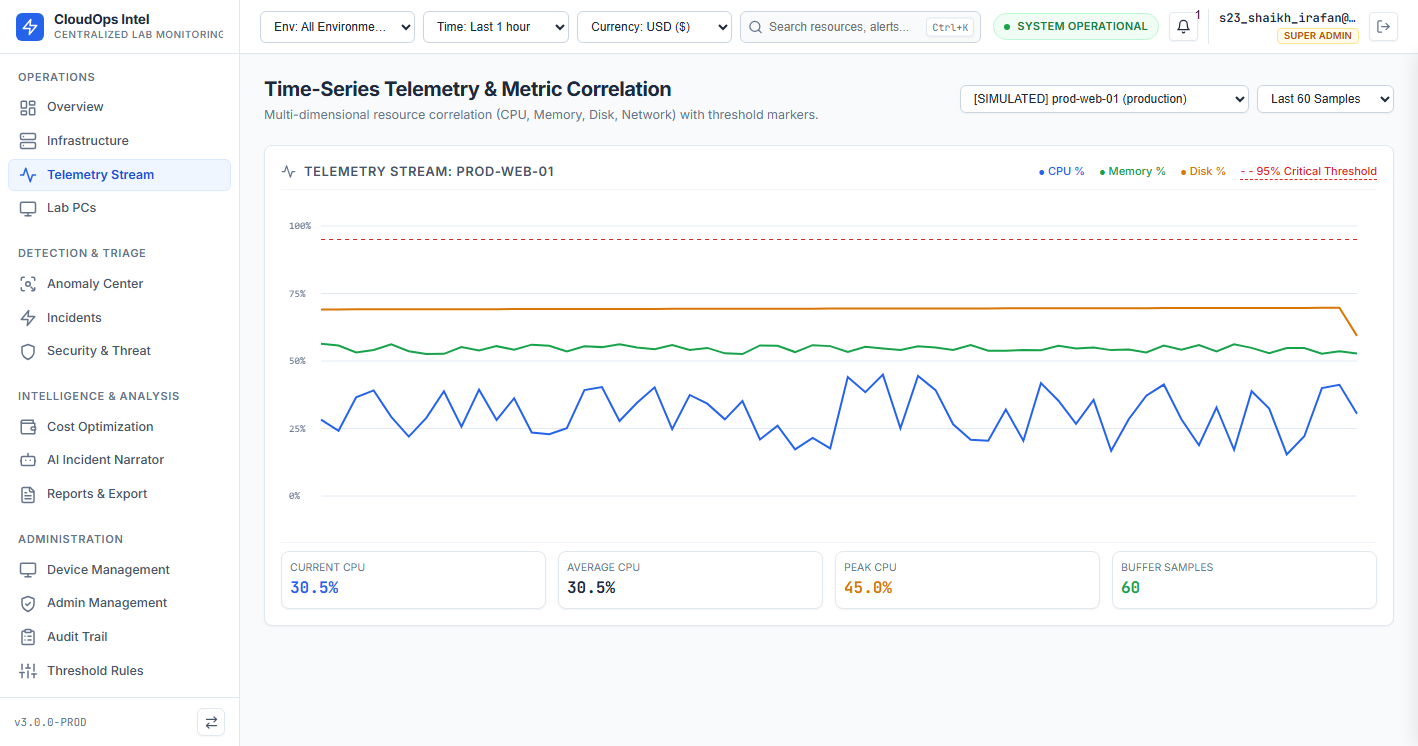 CloudOps Intel
CENTRALIZED LAB MONITORING
Env: All Environme...
Time: Last 1 hour
Currency: USD ($)
Search resources, alerts...
Ctrl+K
SYSTEM OPERATIONAL
1
s23_shaikh_irafan@…
SUPER ADMIN
OPERATIONS
Overview
Infrastructure
Telemetry Stream
Lab PCs
DETECTION & TRIAGE
Anomaly Center
Incidents
Security & Threat
INTELLIGENCE & ANALYSIS
Cost Optimization
AI Incident Narrator
Reports & Export
ADMINISTRATION
Device Management
Admin Management
Audit Trail
Threshold Rules
v3.0.0-PROD
Time-Series Telemetry & Metric Correlation
Multi-dimensional resource correlation (CPU, Memory, Disk, Network) with threshold markers.
[SIMULATED] prod-web-01 (production)
Last 60 Samples
TELEMETRY STREAM: PROD-WEB-01
● CPU %
● Memory %
● Disk %
- - 95% Critical Threshold
100%
75%
50%
25%
0%
CURRENT CPU
30.5%
AVERAGE CPU
30.5%
PEAK CPU
45.0%
BUFFER SAMPLES
60